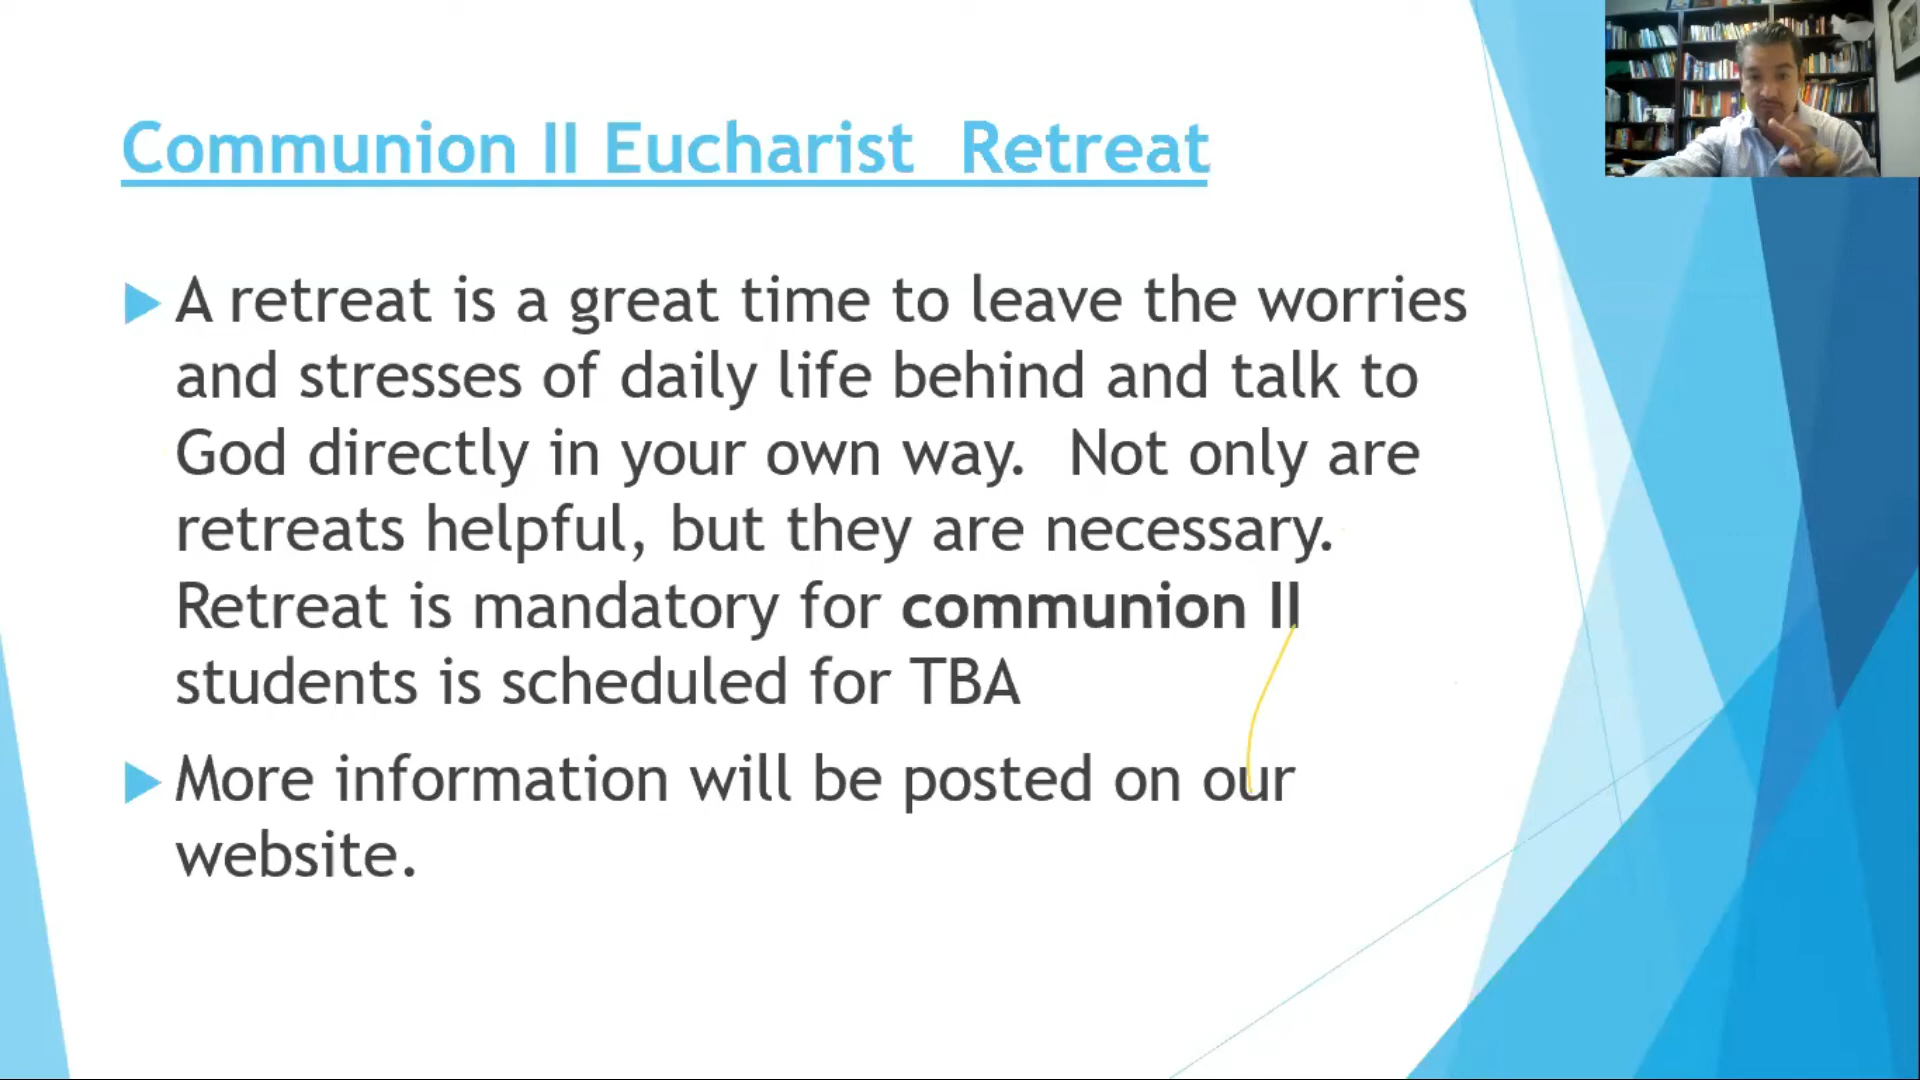 Communion II Eucharist  Retreat
A retreat is a great time to leave the worries
and stresses of daily life behind and talk to
God directly in your own way.  Not only are
retreats helpful, but they are necessary.
Retreat is mandatory for communion II
students is scheduled for TBA
More information will be posted on our
website.